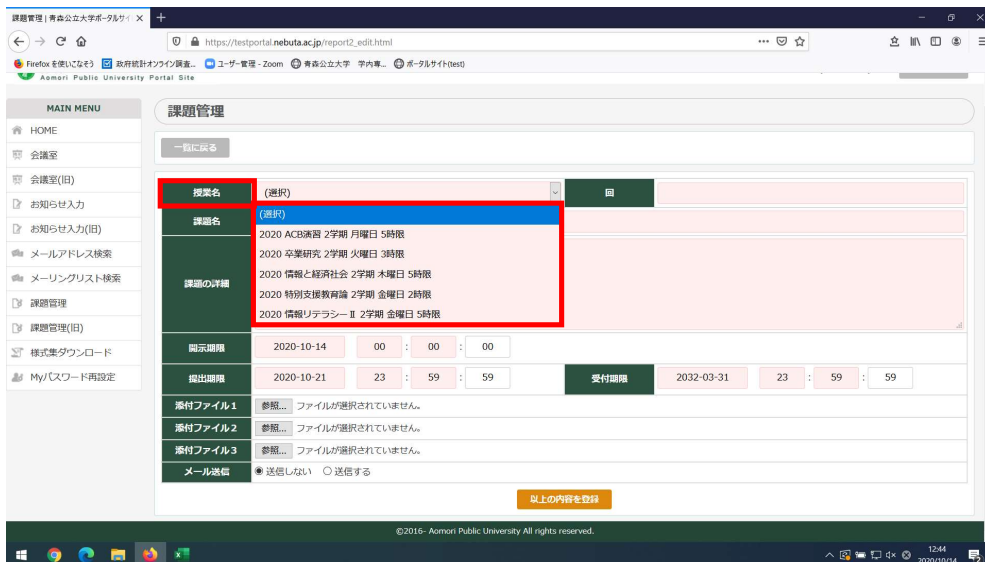 課題管理 | 青森公立大学ポータルサイ
https://testportal.nebuta.ac.jp/report2_edit.html
Firefox を使いこなそう 政府統計オンライン調査... ユーザー管理 - Zoom 青森公立大学 学内専... ポータルサイト(test)
Aomori Public University Portal Site
MAIN MENU
HOME
会議室
会議室(旧)
お知らせ入力
お知らせ入力(旧)
メールアドレス検索
メーリングリスト検索
課題管理
課題管理(旧)
様式集ダウンロード
Myパスワード再設定
課題管理
一覧に戻る
授業名 (選択) 回
(選択)
2020 ACB演習 2学期 月曜日 5時限
2020 卒業研究 2学期 火曜日 3時限
2020 情報と経済社会 2学期 木曜日 5時限
2020 特別支援教育論 2学期 金曜日 2時限
2020 情報リテラシーⅡ 2学期 金曜日 5時限
課題名
課題の詳細
開示期限 2020-10-14 00 : 00 : 00
提出期限 2020-10-21 23 : 59 : 59 受付期限 2032-03-31 23 : 59 : 59
添付ファイル1 参照... ファイルが選択されていません。
添付ファイル2 参照... ファイルが選択されていません。
添付ファイル3 参照... ファイルが選択されていません。
メール送信 送信しない 送信する
以上の内容を登録
©2016- Aomori Public University All rights reserved.
12:44
2020/10/14